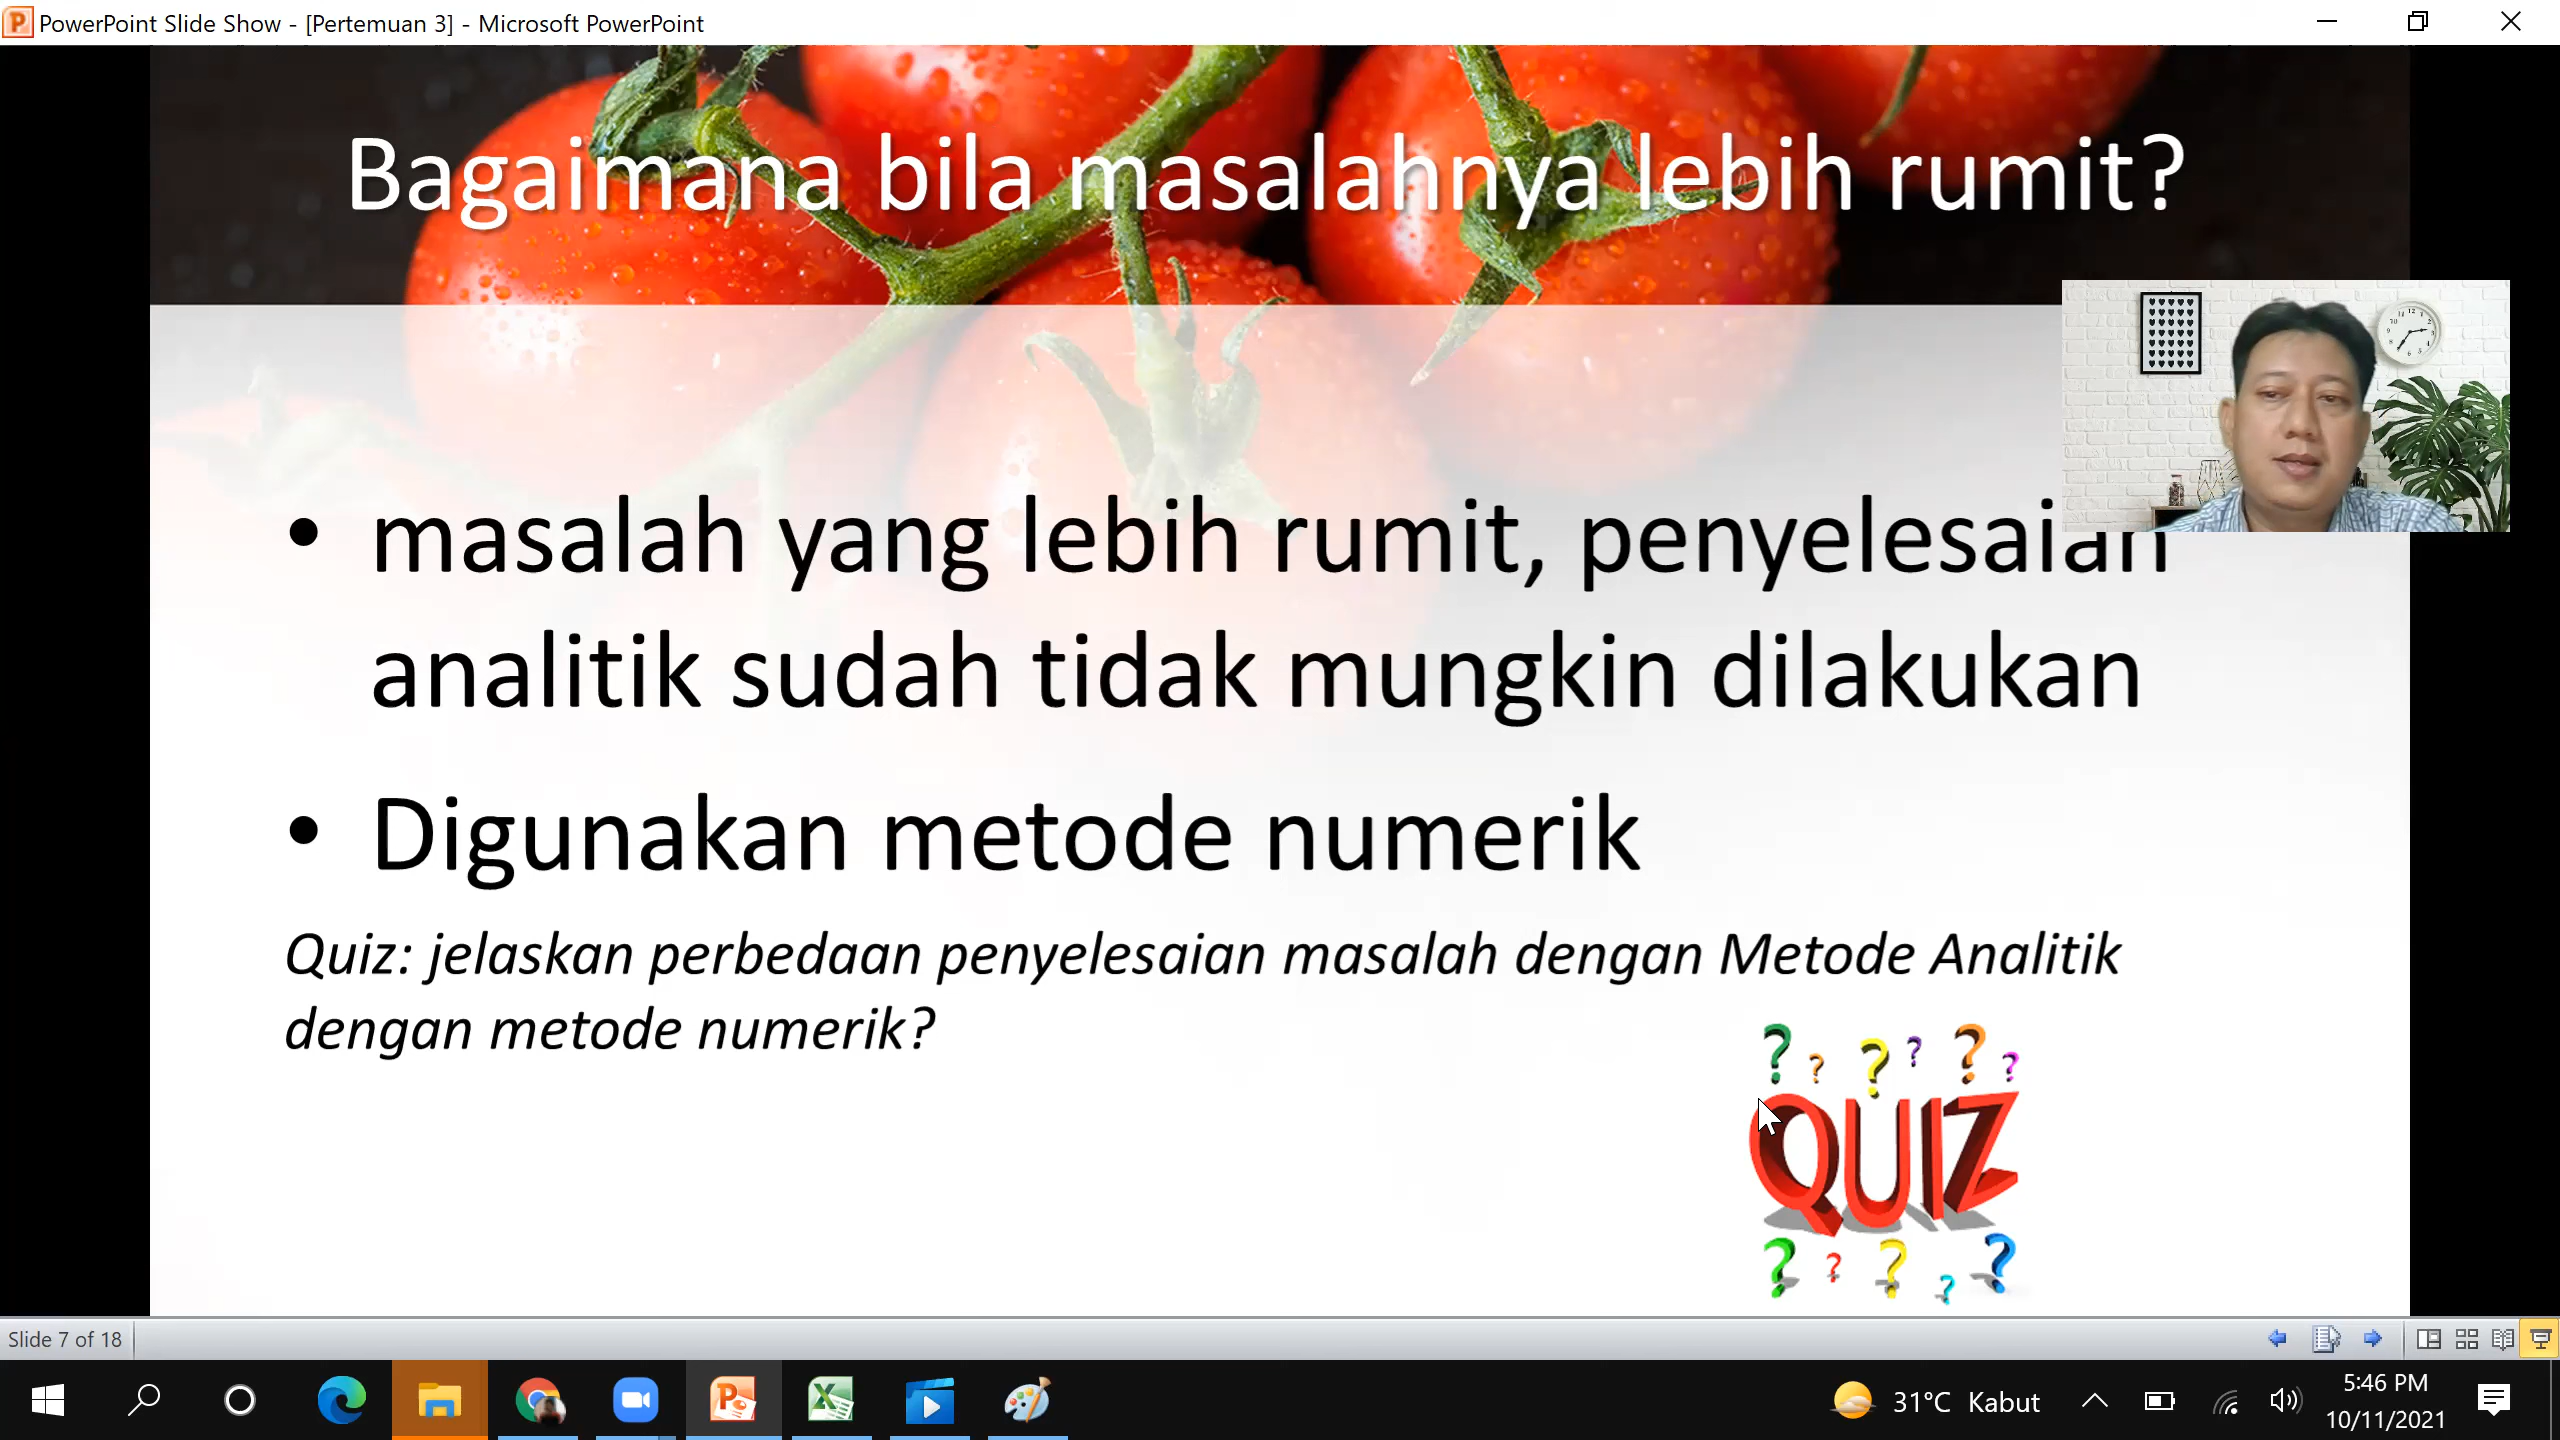 PowerPoint Slide Show - [Pertemuan 3] - Microsoft PowerPoint
Bagaimana bila masalahnya lebih rumit?
• masalah yang lebih rumit, penyelesaian
analitik sudah tidak mungkin dilakukan
• Digunakan metode numerik
Quiz: jelaskan perbedaan penyelesaian masalah dengan Metode Analitik
dengan metode numerik?
? ? ? ? ? ?
QUIZ
? ? ? ? ?
Slide 7 of 18
31°C Kabut
5:46 PM
10/11/2021